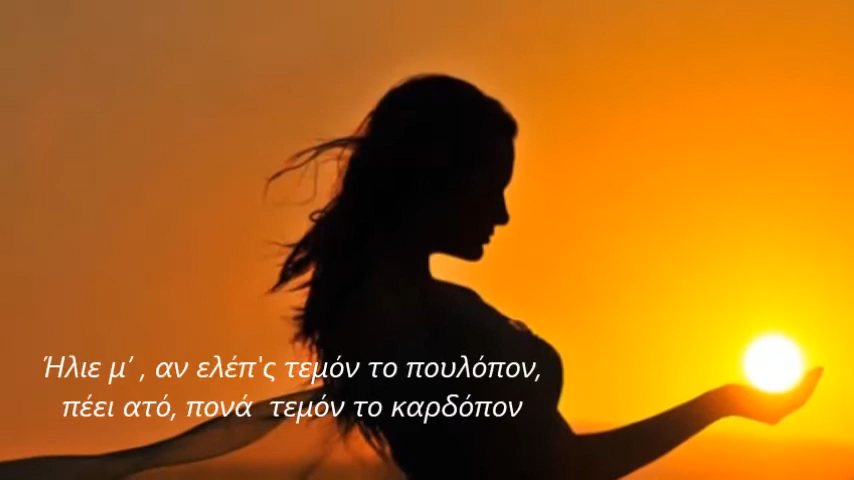 Ήλιε μ’ , αν ελέπ'ς τεμόν το πουλόπον,
πέει ατό, πονά τεμόν το καρδόπον